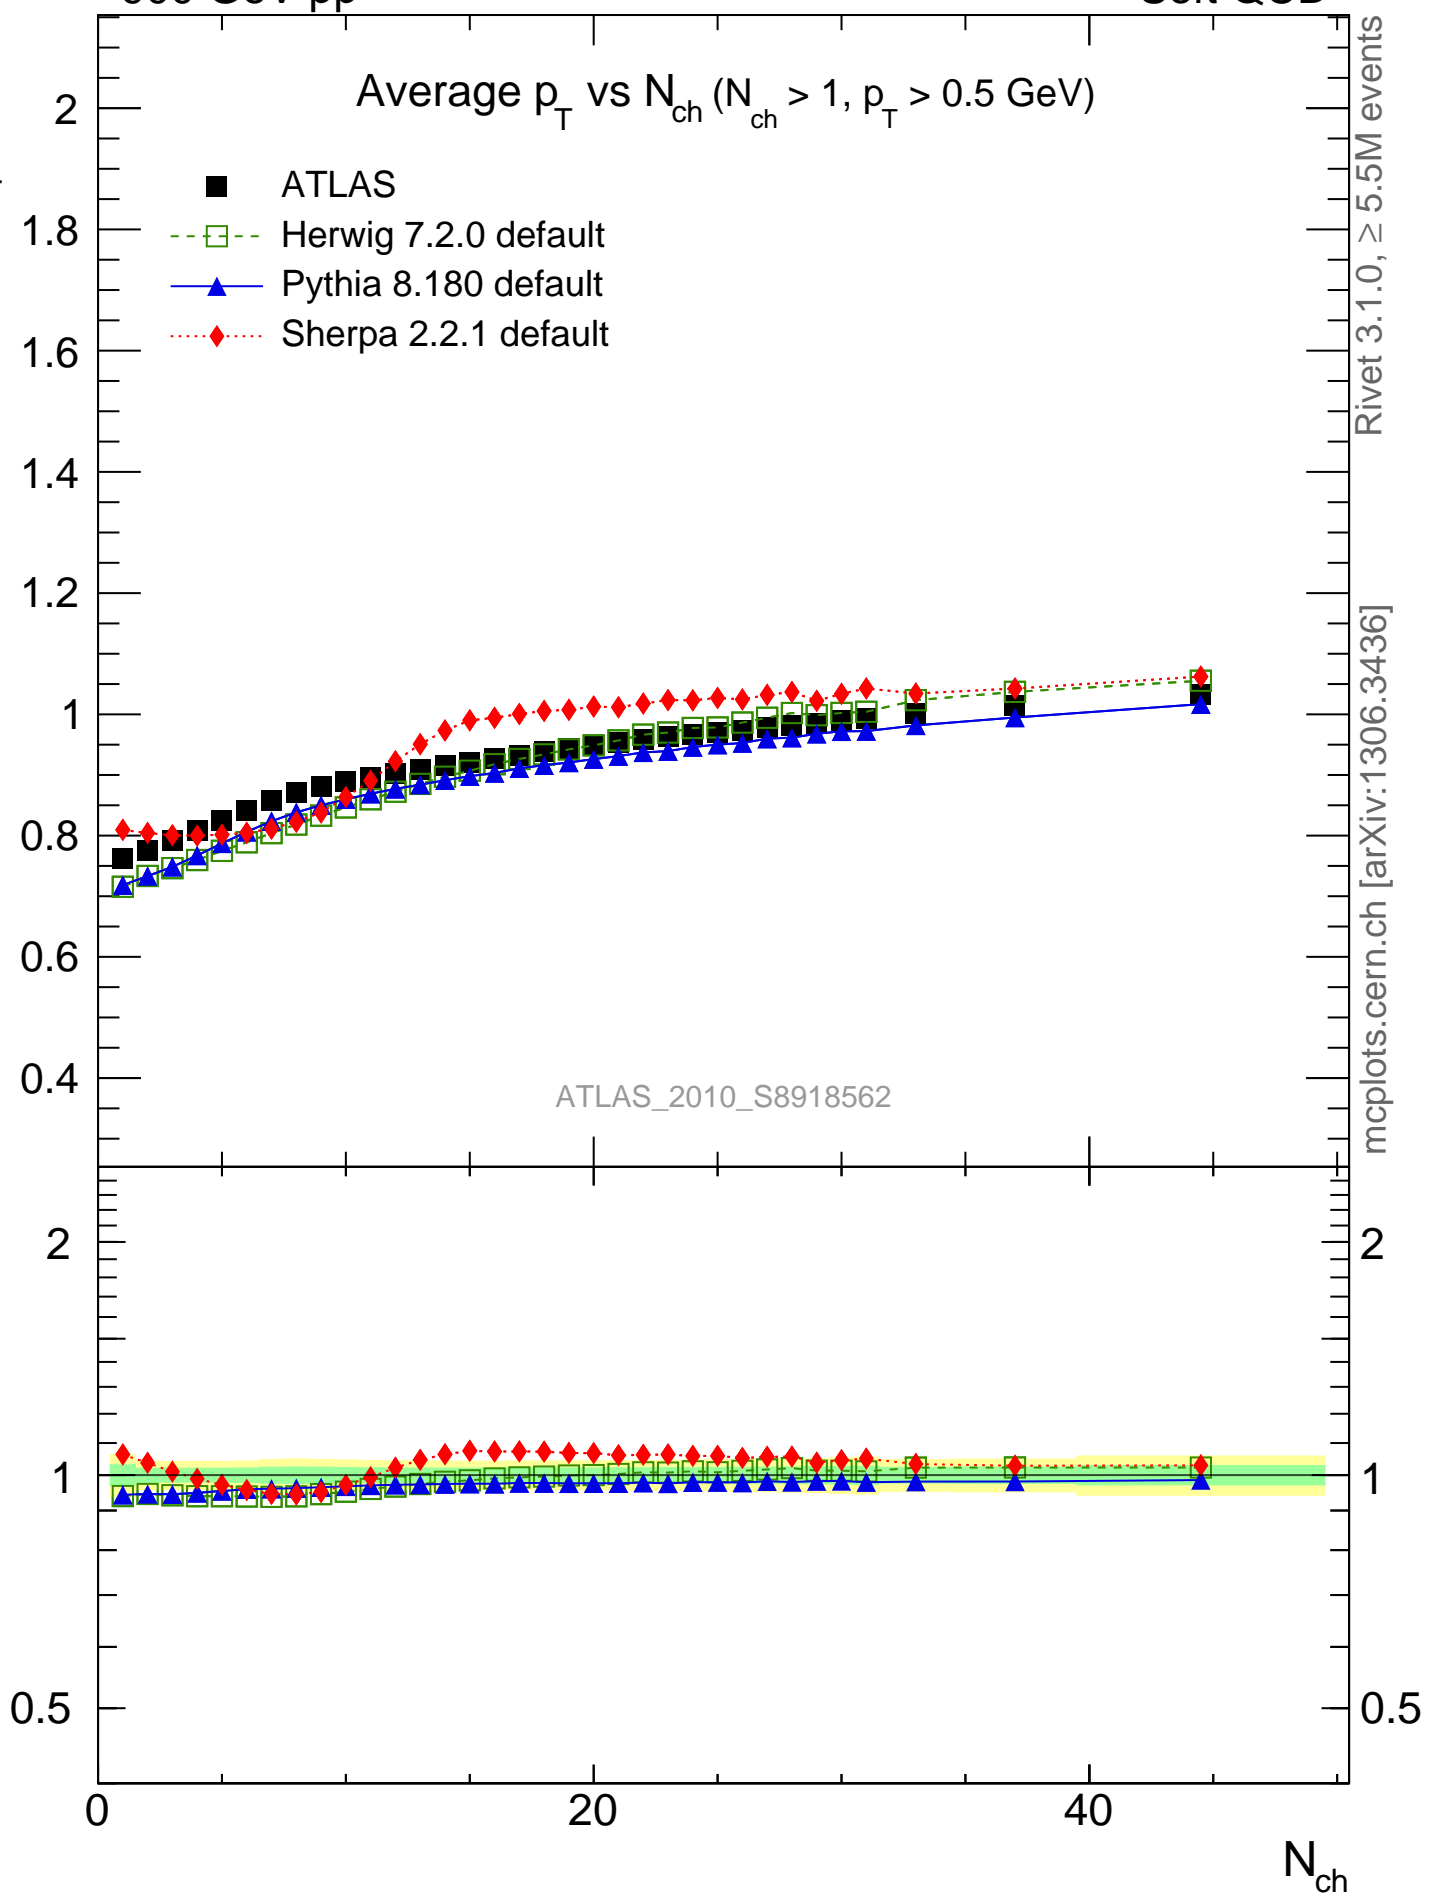 Average p_T vs N_ch (N_ch > 1, p_T > 0.5 GeV)
ATLAS
Herwig 7.2.0 default
Pythia 8.180 default
Sherpa 2.2.1 default
2
1.8
1.6
1.4
1.2
1
0.8
0.6
0.4
ATLAS_2010_S8918562
Rivet 3.1.0, ≥ 5.5M events
mcplots.cern.ch [arXiv:1306.3436]
2
1
0.5
2
1
0.5
0
20
40
N_ch